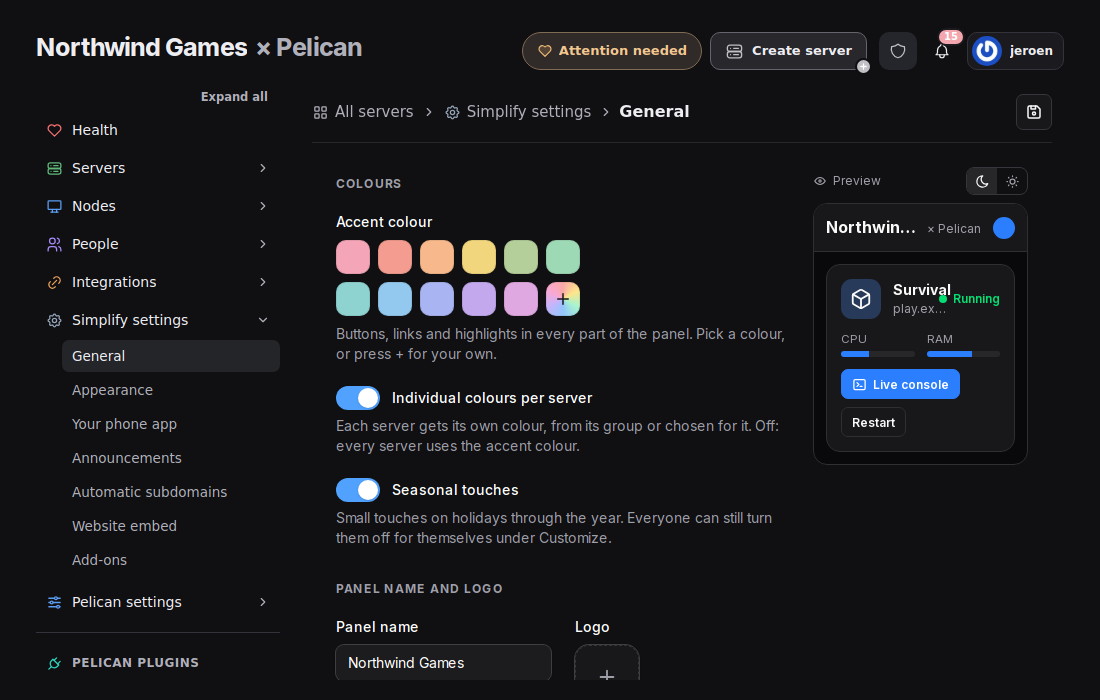 Northwind Games × Pelican
Attention needed
Create server
15
jeroen
Expand all
Health
Servers
Nodes
People
Integrations
Simplify settings
General
Appearance
Your phone app
Announcements
Automatic subdomains
Website embed
Add-ons
Pelican settings
PELICAN PLUGINS
All servers > Simplify settings > General
COLOURS
Accent colour
Buttons, links and highlights in every part of the panel. Pick a colour,
or press + for your own.
Individual colours per server
Each server gets its own colour, from its group or chosen for it. Off:
every server uses the accent colour.
Seasonal touches
Small touches on holidays through the year. Everyone can still turn
them off for themselves under Customize.
PANEL NAME AND LOGO
Panel name
Logo
Northwind Games
Preview
Northwin... × Pelican
Survival
play.ex...
Running
CPU
RAM
Live console
Restart